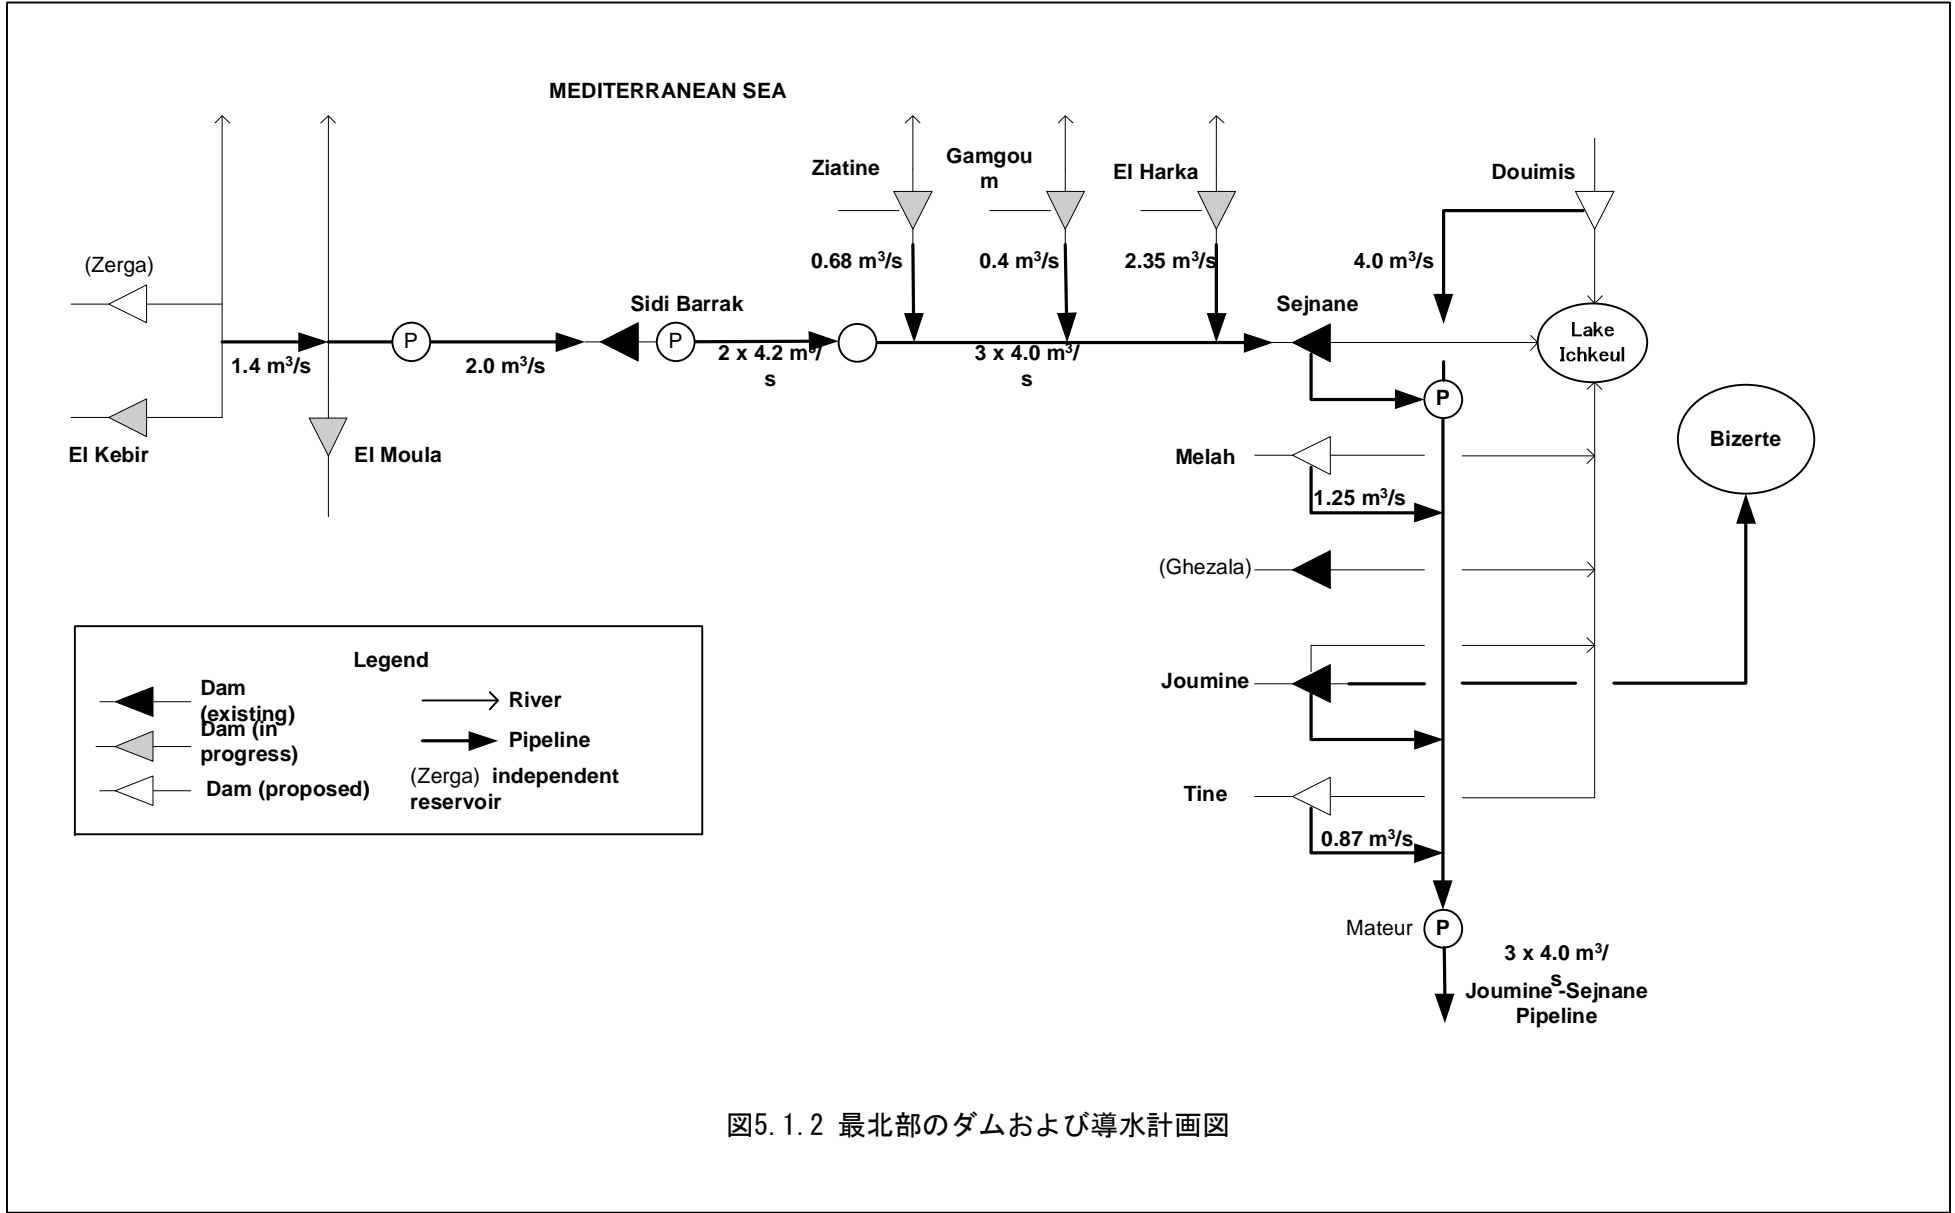 MEDITERRANEAN SEA
Ziatine
Gamgou
m
El Harka
Douimis
(Zerga)
0.68 m³/s
0.4 m³/s
2.35 m³/s
4.0 m³/s
Sidi Barrak
Sejnane
P
P
Lake
Ichkeul
1.4 m³/s
2.0 m³/s
2 x 4.2 m³/
s
3 x 4.0 m³/
s
P
El Kebir
El Moula
Melah
Bizerte
1.25 m³/s
(Ghezala)
Joumine
Tine
0.87 m³/s
Mateur
P
3 x 4.0 m³/
s
Joumine-Sejnane
Pipeline
Legend
Dam
(existing)
Dam (in
progress)
Dam (proposed)
River
Pipeline
(Zerga) independent
reservoir
図5.1.2 最北部のダムおよび導水計画図